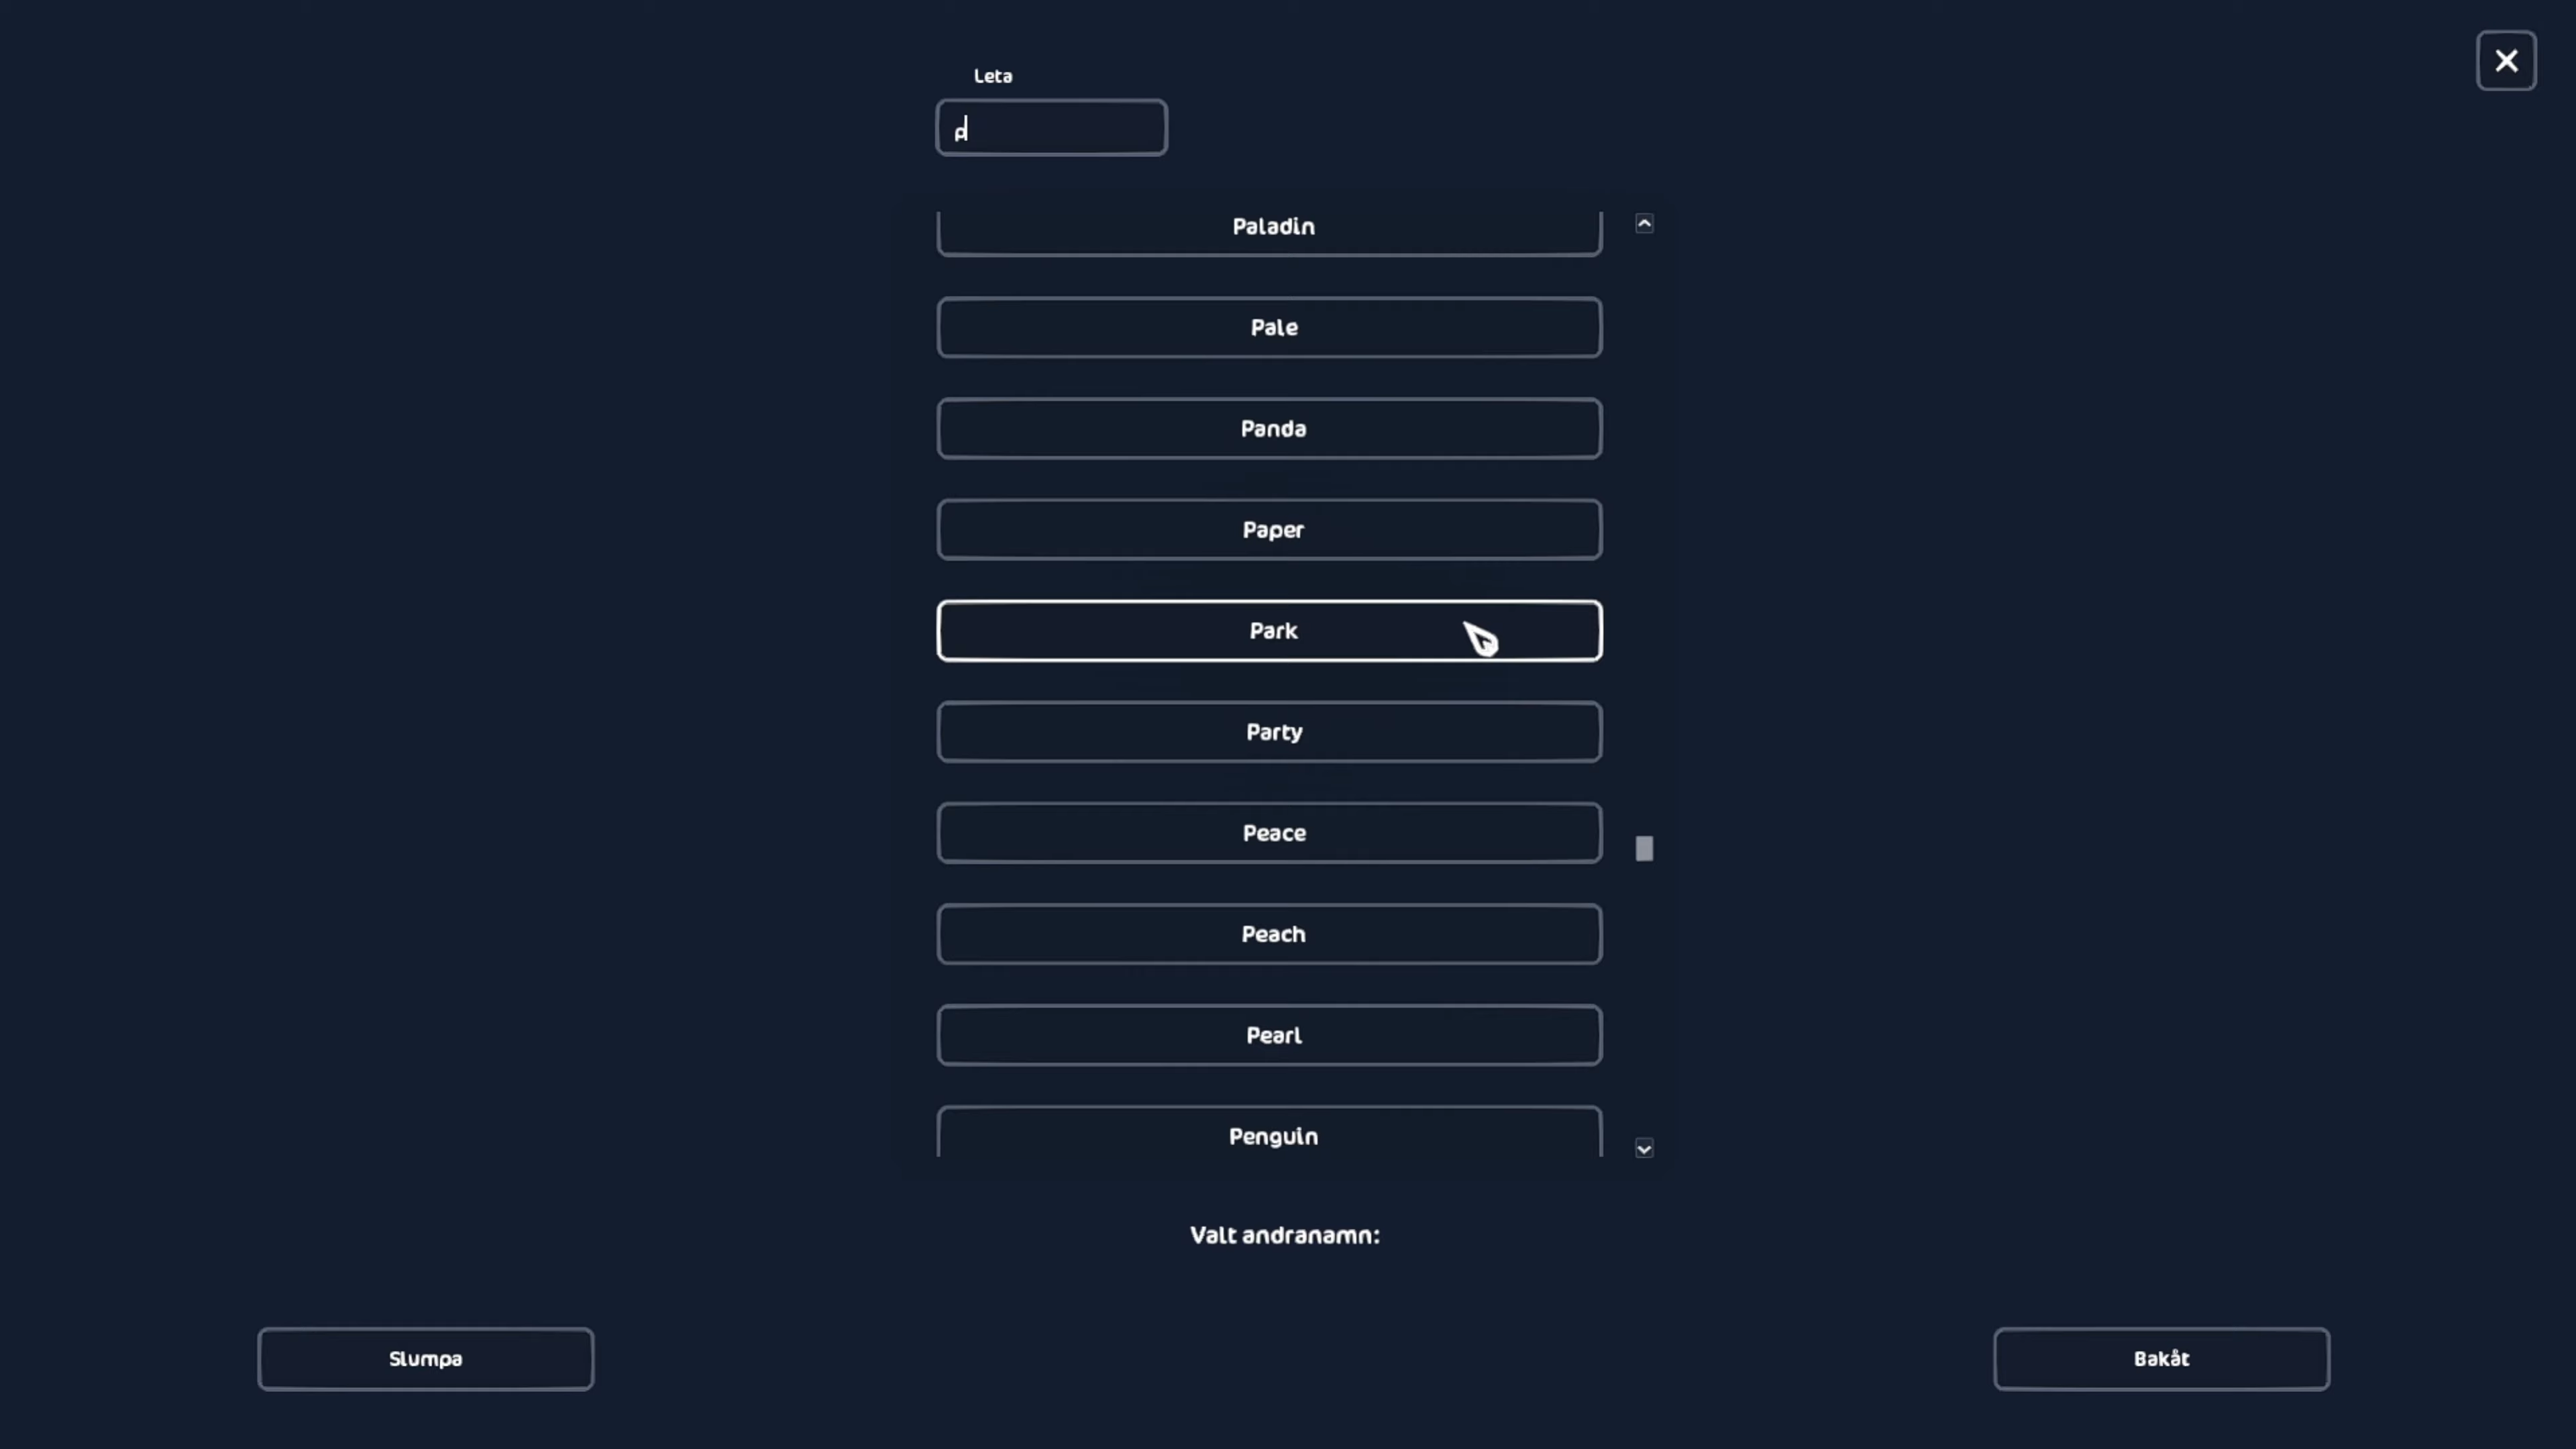 Leta
p
Paladin
Pale
Panda
Paper
Park
Party
Peace
Peach
Pearl
Penguin
Valt andranamn:
Slumpa
Bakåt